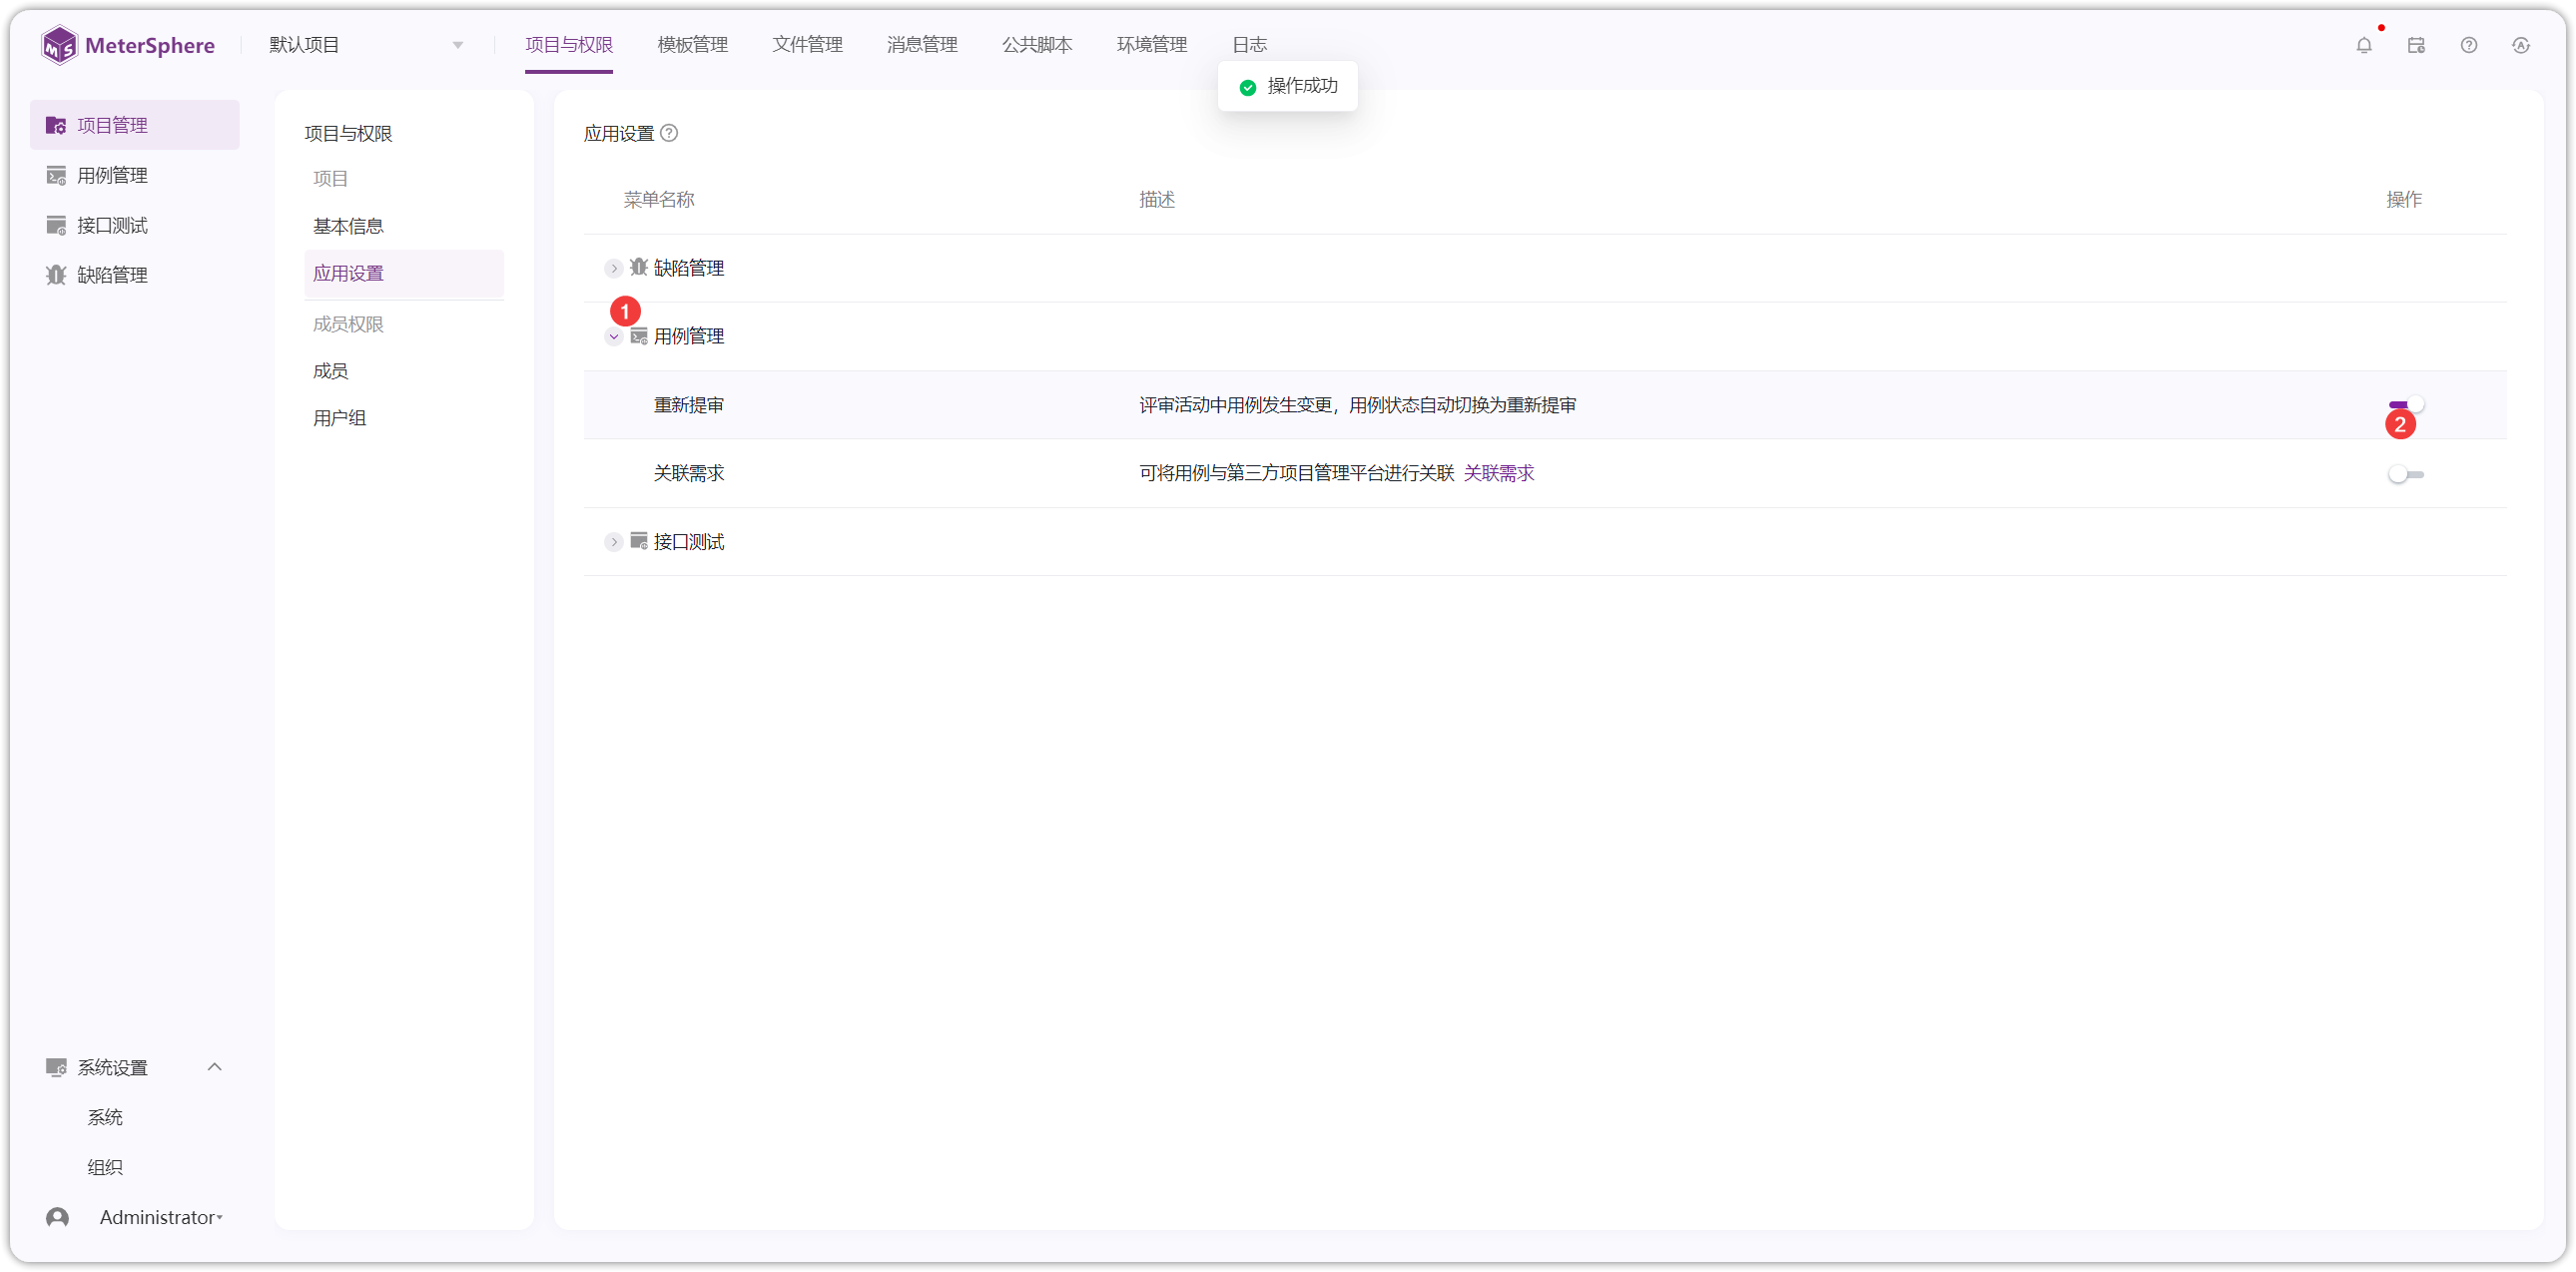 MeterSphere
默认项目
项目与权限
模板管理
文件管理
消息管理
公共脚本
环境管理
日志
操作成功
项目管理
用例管理
接口测试
缺陷管理
项目与权限
项目
基本信息
应用设置
成员权限
成员
用户组
应用设置
菜单名称 描述 操作
缺陷管理
1
用例管理
重新提审 评审活动中用例发生变更，用例状态自动切换为重新提审
2
关联需求 可将用例与第三方项目管理平台进行关联 关联需求
接口测试
系统设置
系统
组织
Administrator